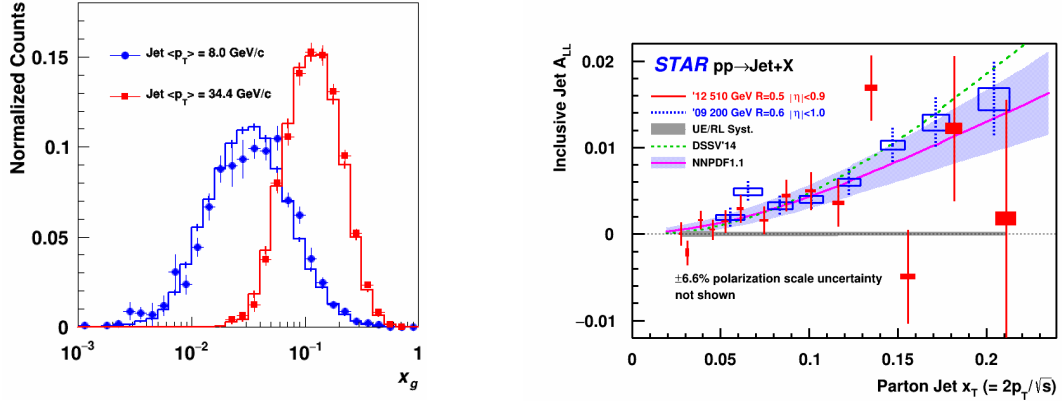 Normalized Counts
0.15
0.1
0.05
0
Jet <p_T> = 8.0 GeV/c
Jet <p_T> = 34.4 GeV/c
10⁻³
10⁻²
10⁻¹
1
x_g
Inclusive Jet A_LL
0.02
0.01
0
−0.01
STAR pp→Jet+X
'12 510 GeV R=0.5 |η|<0.9
'09 200 GeV R=0.6 |η|<1.0
UE/RL Syst.
DSSV'14
NNPDF1.1
±6.6% polarization scale uncertainty
not shown
0
0.05
0.1
0.15
0.2
Parton Jet x_T (= 2p_T/√s)